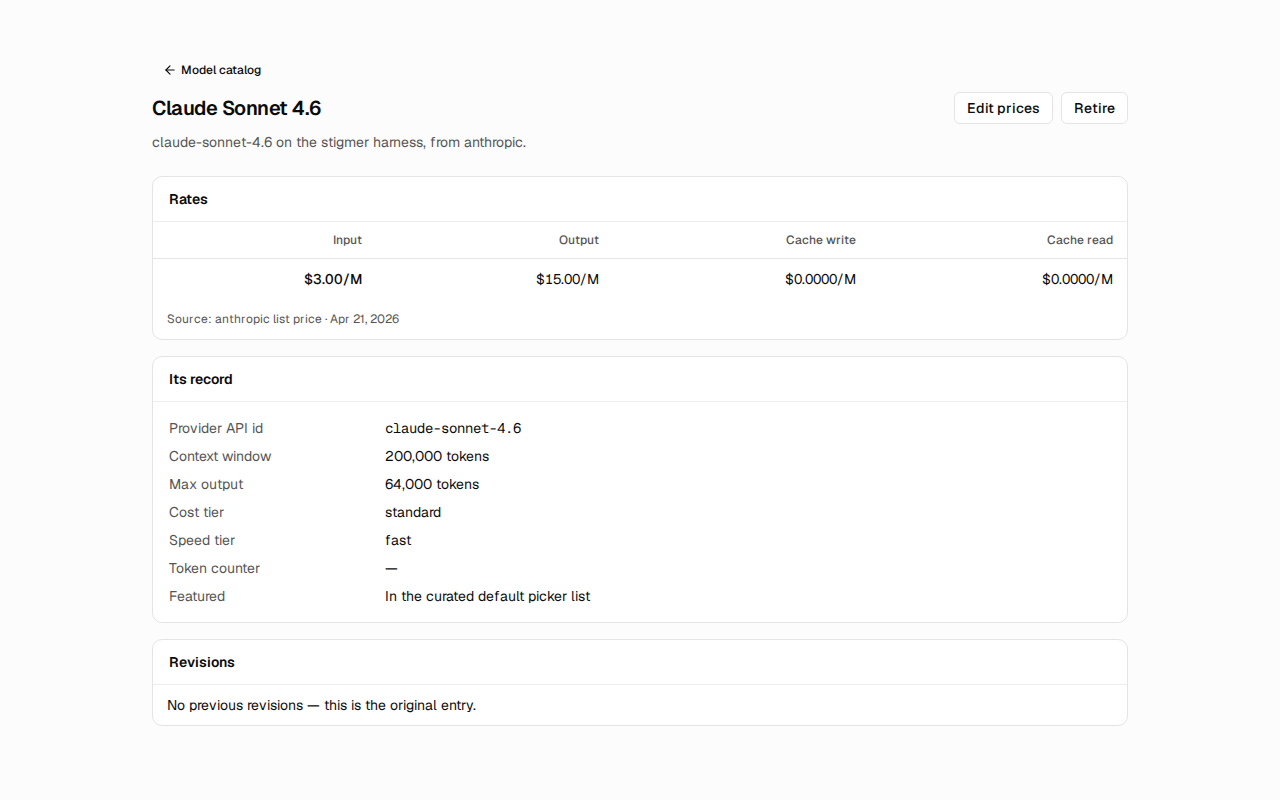 ← Model catalog
Claude Sonnet 4.6
Edit prices
Retire
claude-sonnet-4.6 on the stigmer harness, from anthropic.
Rates
Input Output Cache write Cache read
$3.00/M $15.00/M $0.0000/M $0.0000/M
Source: anthropic list price · Apr 21, 2026
Its record
Provider API id claude-sonnet-4.6
Context window 200,000 tokens
Max output 64,000 tokens
Cost tier standard
Speed tier fast
Token counter —
Featured In the curated default picker list
Revisions
No previous revisions — this is the original entry.